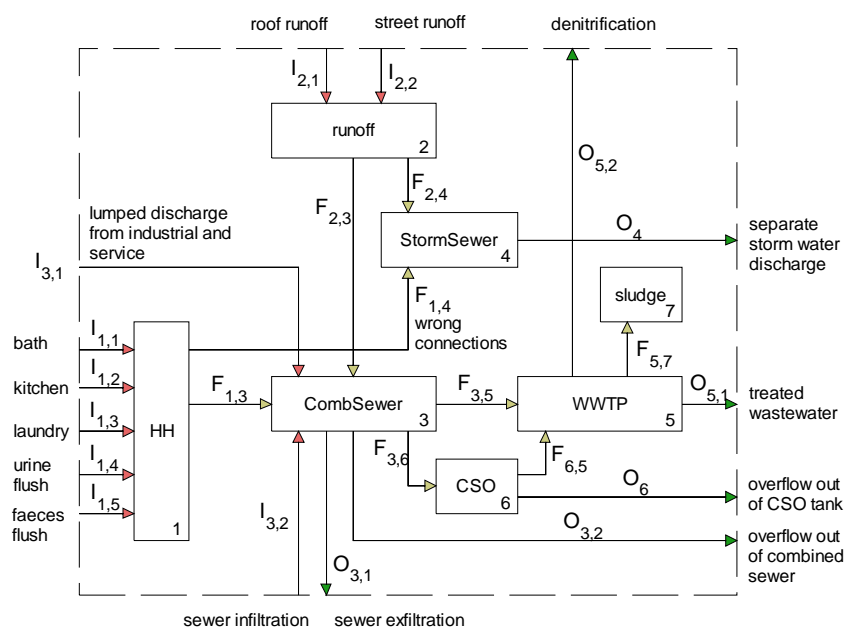 roof runoff
street runoff
denitrification
I2,1
I2,2
runoff
2
O5,2
F2,3
F2,4
lumped discharge
from industrial and
service
I3,1
StormSewer
4
O4
separate
storm water
discharge
F1,4
wrong
connections
sludge
7
bath
I1,1
kitchen
I1,2
laundry
I1,3
urine
flush
I1,4
faeces
flush
I1,5
HH
1
F1,3
CombSewer
3
F3,5
WWTP
5
F5,7
O5,1
treated
wastewater
F3,6
CSO
6
F6,5
O6
overflow out
of CSO tank
I3,2
O3,1
O3,2
overflow out
of combined
sewer
sewer infiltration
sewer exfiltration